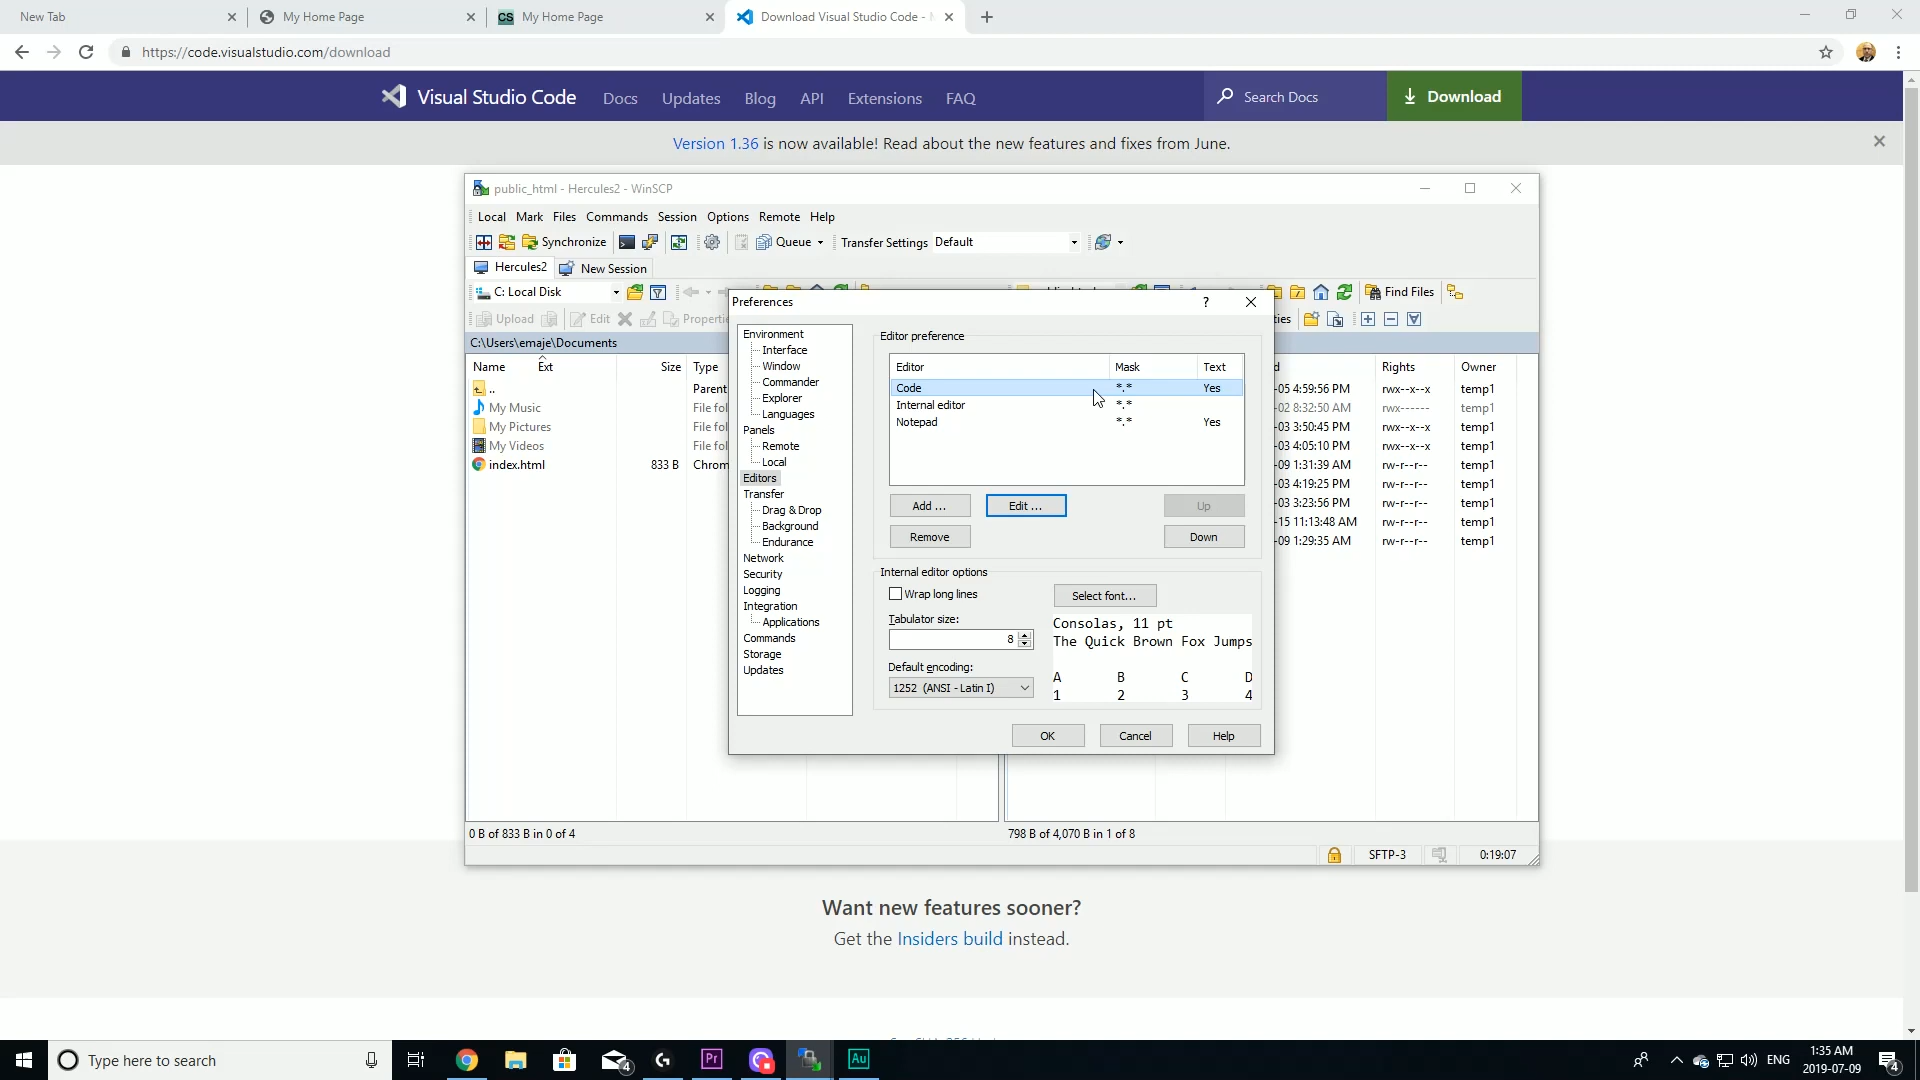 New Tab
My Home Page
CS My Home Page
Download Visual Studio Code -
https://code.visualstudio.com/download
Visual Studio Code
Docs
Updates
Blog
API
Extensions
FAQ
Search Docs
Download
Version 1.36 is now available! Read about the new features and fixes from June.
public_html - Hercules2 - WinSCP
Local Mark Files Commands Session Options Remote Help
Synchronize
Queue
Transfer Settings Default
Hercules2
New Session
C: Local Disk
Find Files
Upload
Edit
C:\Users\emaje\Documents
Name Ext Size Type
..
Parent
My Music File fol
My Pictures File fol
My Videos File fol
index.html 833 B Chrom
Preferences
?
Environment
Interface
Window
Commander
Explorer
Languages
Panels
Remote
Local
Editors
Transfer
Drag & Drop
Background
Endurance
Network
Security
Logging
Integration
Applications
Commands
Storage
Updates
Editor preference
Editor Mask Text
Code *.* Yes
Internal editor *.*
Notepad *.* Yes
Add ...
Edit ...
Up
Remove
Down
Internal editor options
Wrap long lines
Select font...
Tabulator size:
8
Default encoding:
1252 (ANSI - Latin I)
Consolas, 11 pt
The Quick Brown Fox Jumps
A B C D
1 2 3 4
OK
Cancel
Help
Rights Owner
-05 4:59:56 PM rwx--x--x temp1
-02 8:32:50 AM rwx------ temp1
-03 3:50:45 PM rwx--x--x temp1
-03 4:05:10 PM rwx--x--x temp1
-09 1:31:39 AM rw-r--r-- temp1
-03 4:19:25 PM rw-r--r-- temp1
-03 3:23:56 PM rw-r--r-- temp1
-15 11:13:48 AM rw-r--r-- temp1
-09 1:29:35 AM rw-r--r-- temp1
0 B of 833 B in 0 of 4
798 B of 4,070 B in 1 of 8
SFTP-3
0:19:07
Want new features sooner?
Get the Insiders build instead.
Type here to search
4
Pr
Au
ENG
1:35 AM
2019-07-09
4